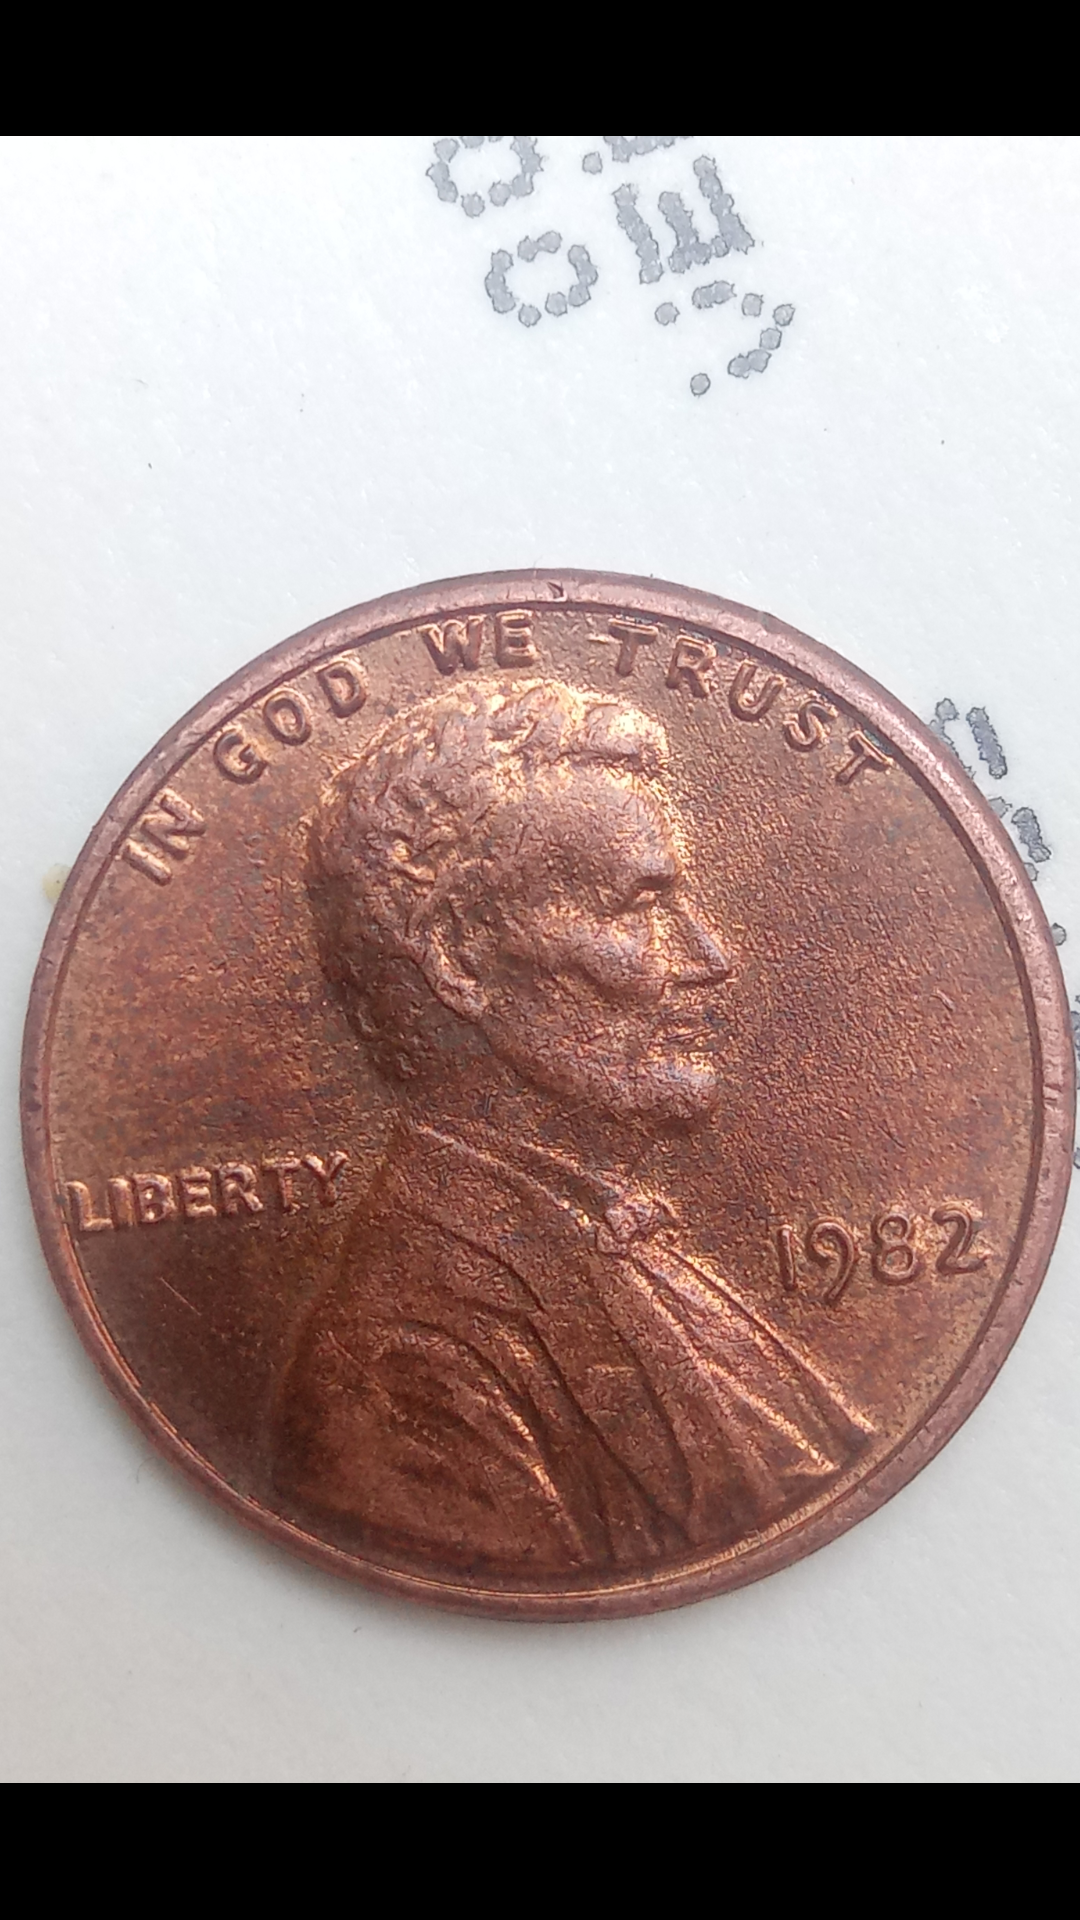 IN GOD WE TRUST
LIBERTY
1982